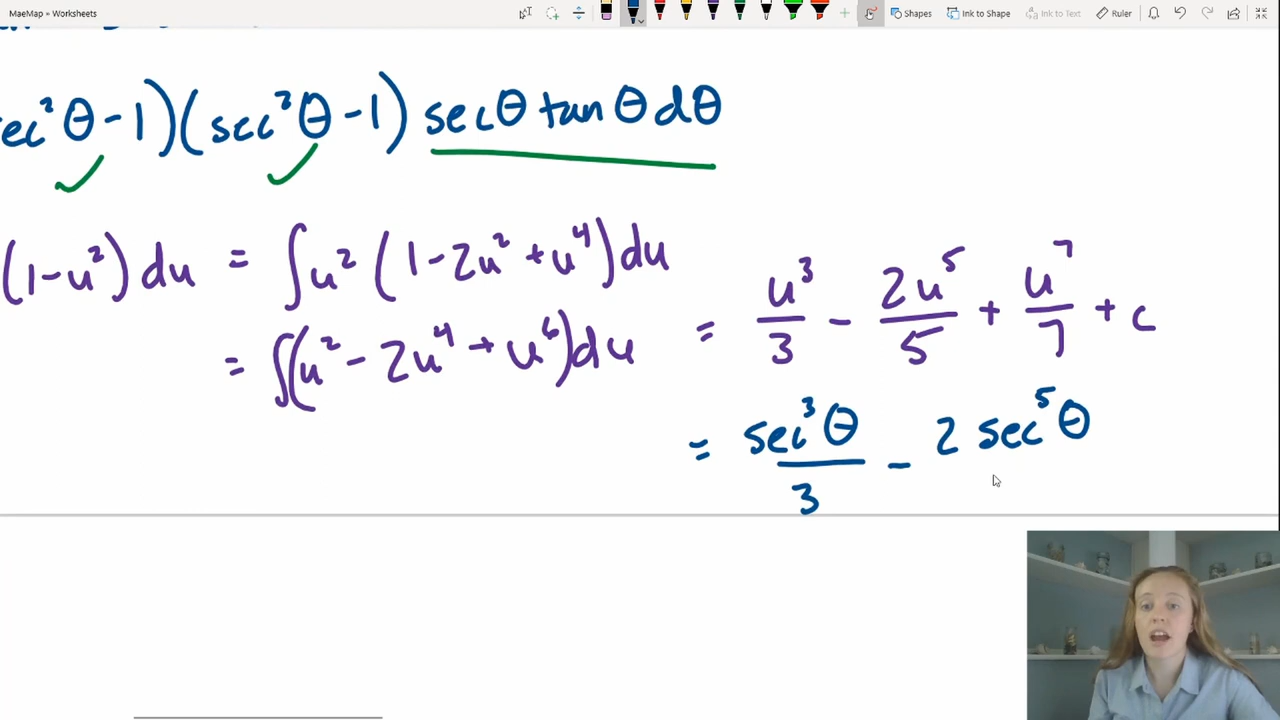 MaeMap » Worksheets
Shapes Ink to Shape Ink to Text Ruler
ec²θ-1)(sec²θ-1) secθ tanθ dθ
(1-u²) du = ∫u²(1-2u²+u⁴)du
= ∫(u²-2u⁴+u⁶)du = u³/3 - 2u⁵/5 + u⁷/7 + c
= sec³θ/3 - 2 sec⁵θ